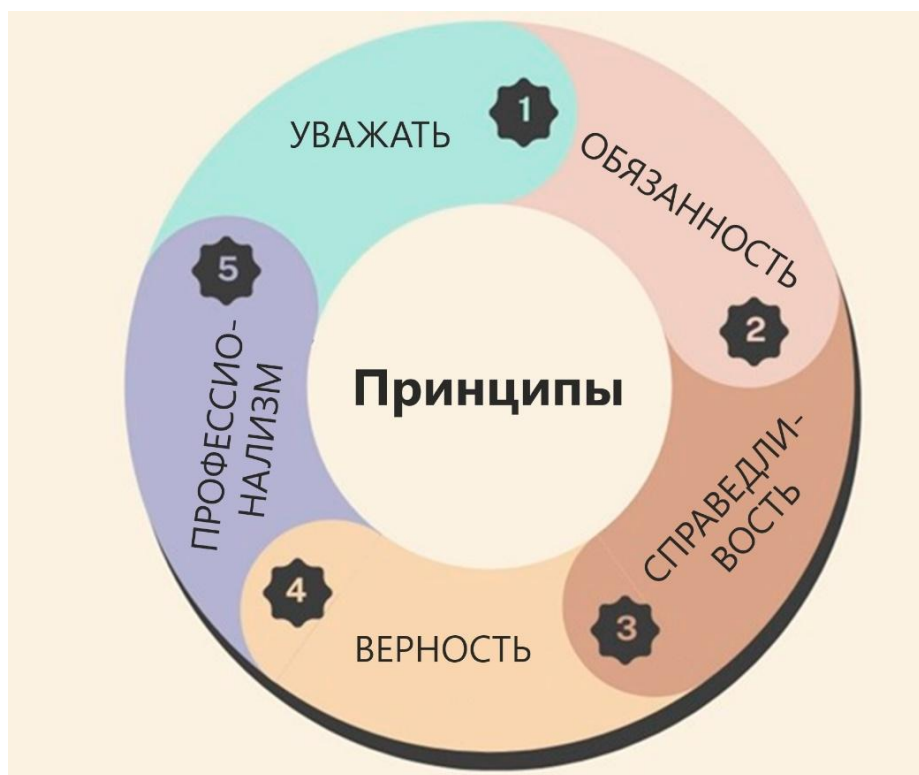 УВАЖАТЬ
1
ОБЯЗАННОСТЬ
2
СПРАВЕДЛИ-
ВОСТЬ
3
ВЕРНОСТЬ
4
ПРОФЕССИО-
НАЛИЗМ
5
Принципы